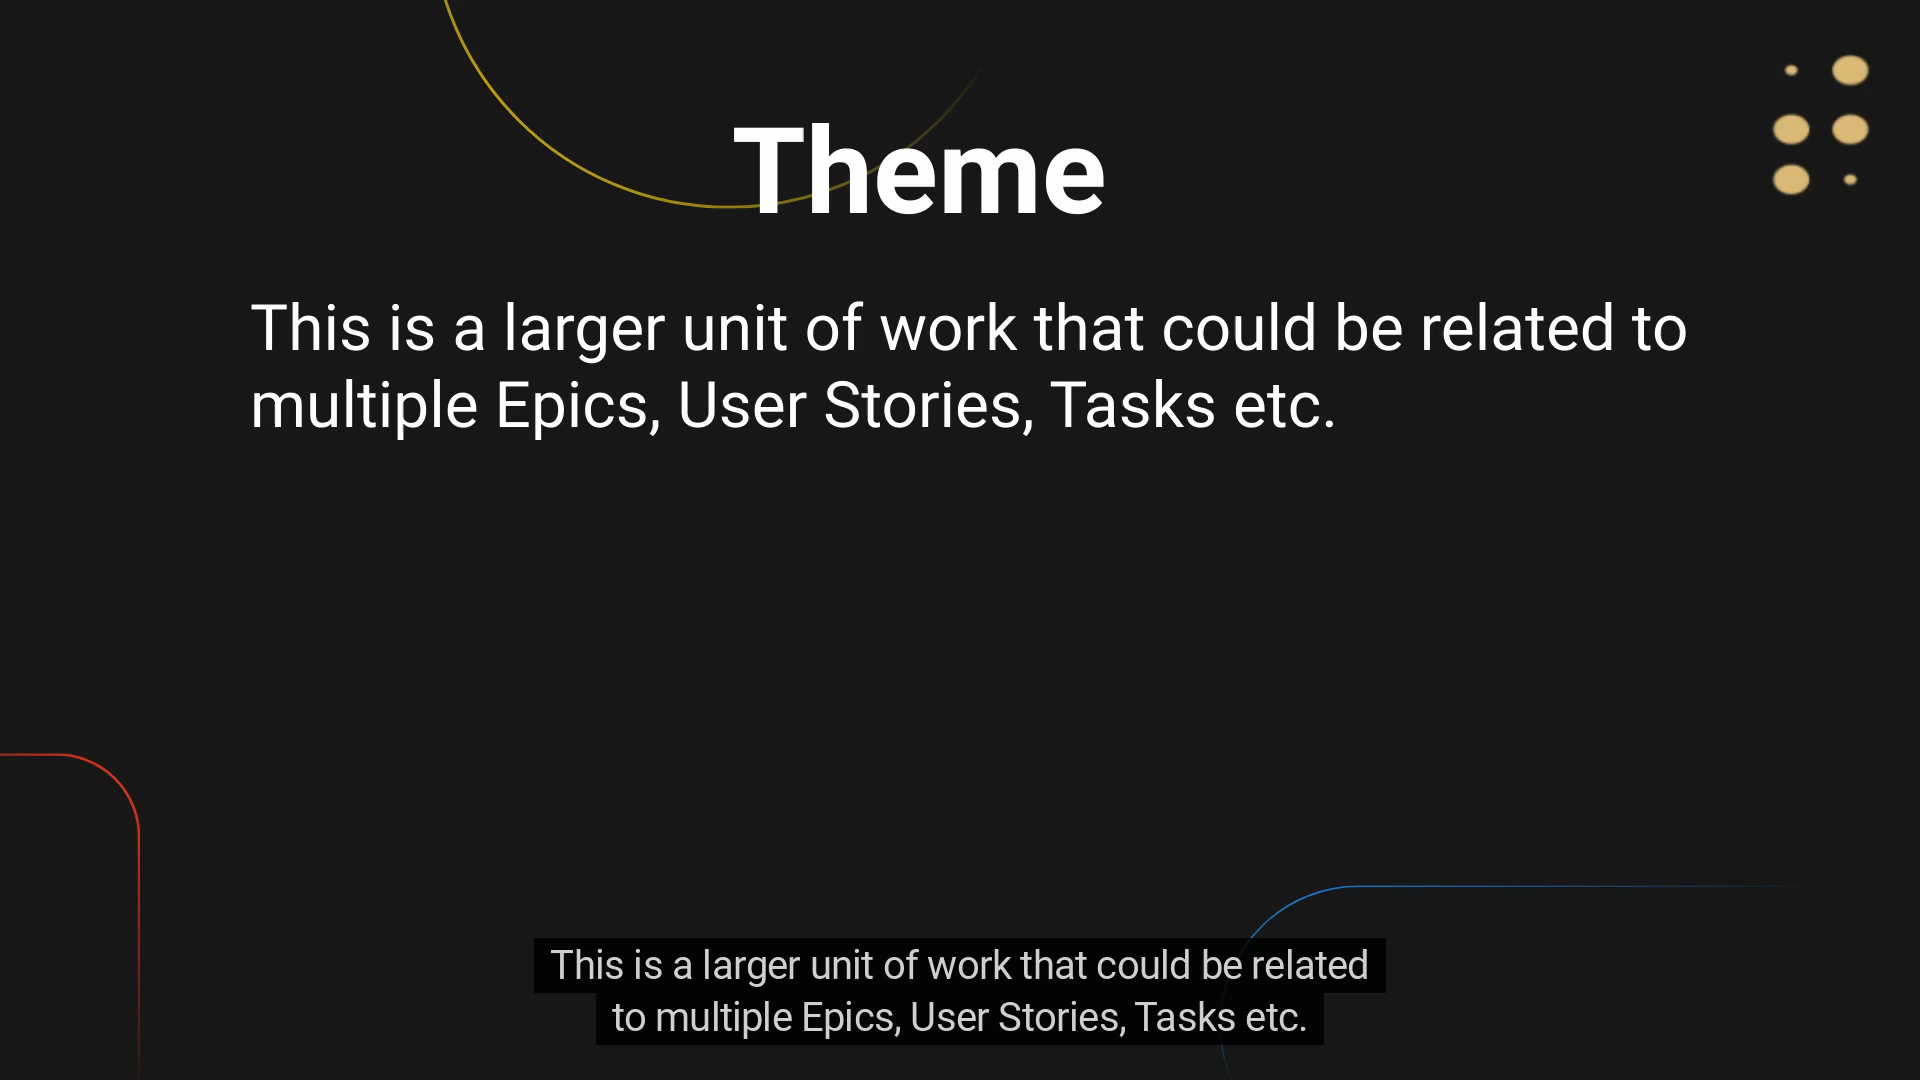 Theme
This is a larger unit of work that could be related to
multiple Epics, User Stories, Tasks etc.
This is a larger unit of work that could be related
to multiple Epics, User Stories, Tasks etc.